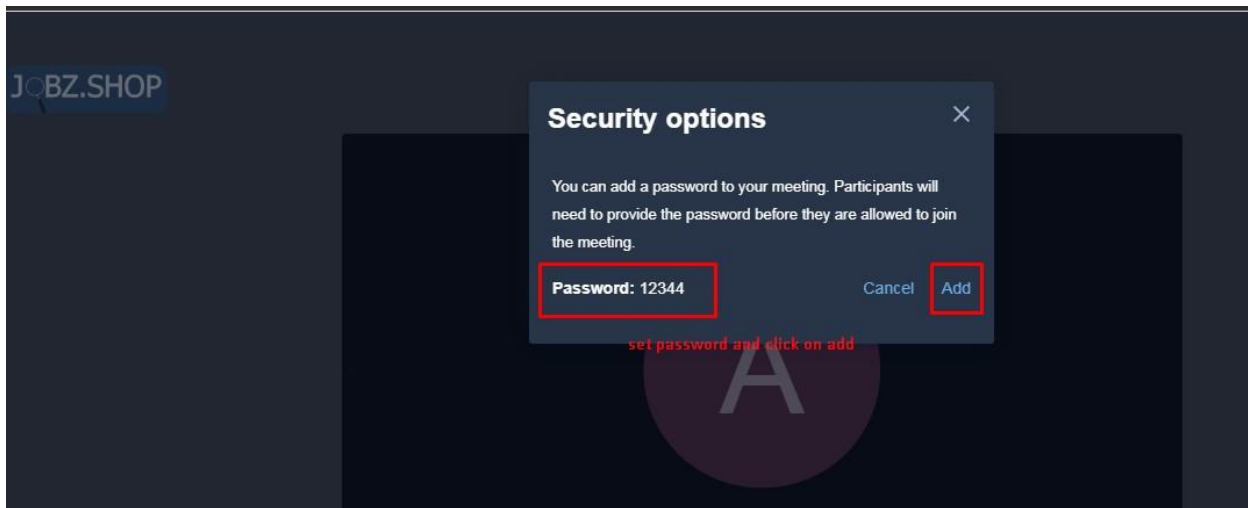 JOBZ.SHOP
Security options
You can add a password to your meeting. Participants will
need to provide the password before they are allowed to join
the meeting.
Password: 12344
Cancel
Add
set password and click on add
A